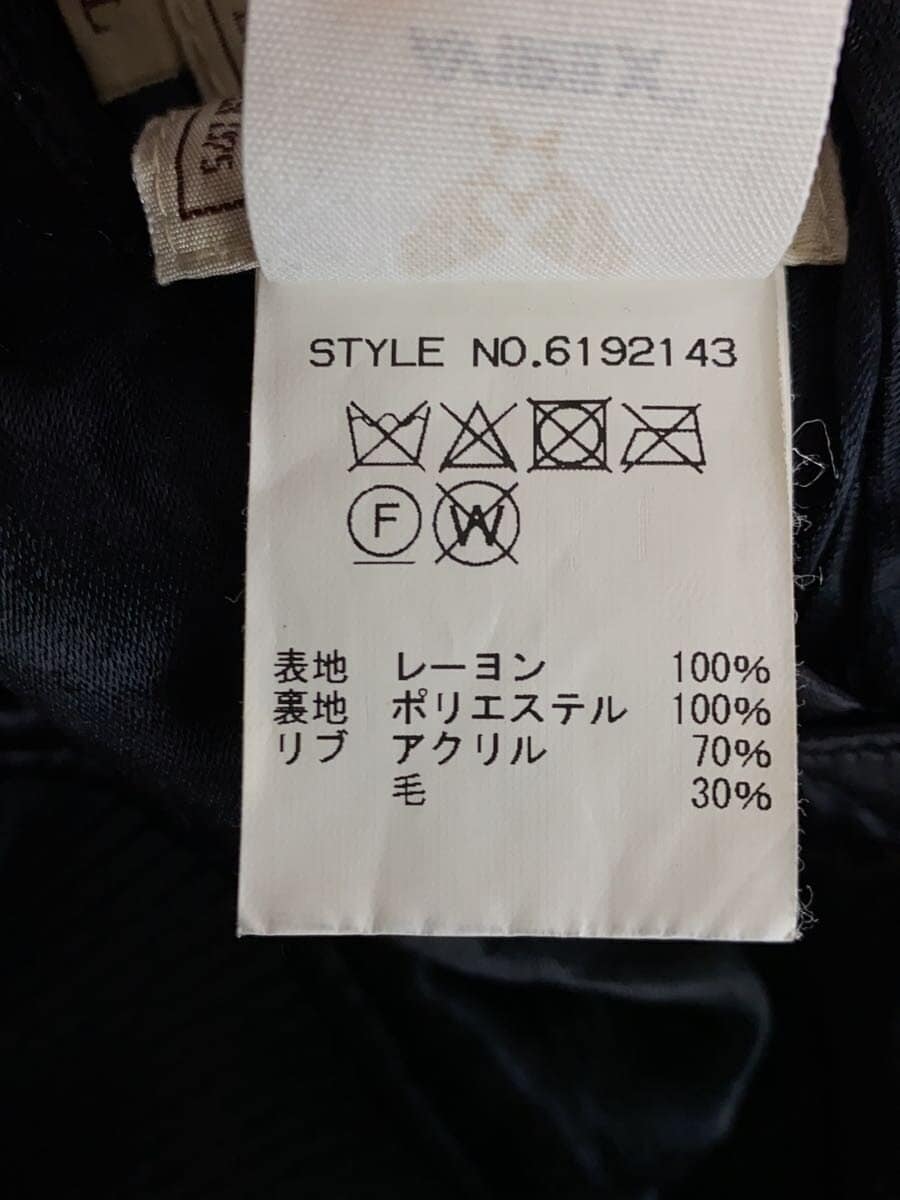 STYLE NO.6192143
F W
表地 レーヨン 100%
裏地 ポリエステル 100%
リブ アクリル 70%
毛 30%